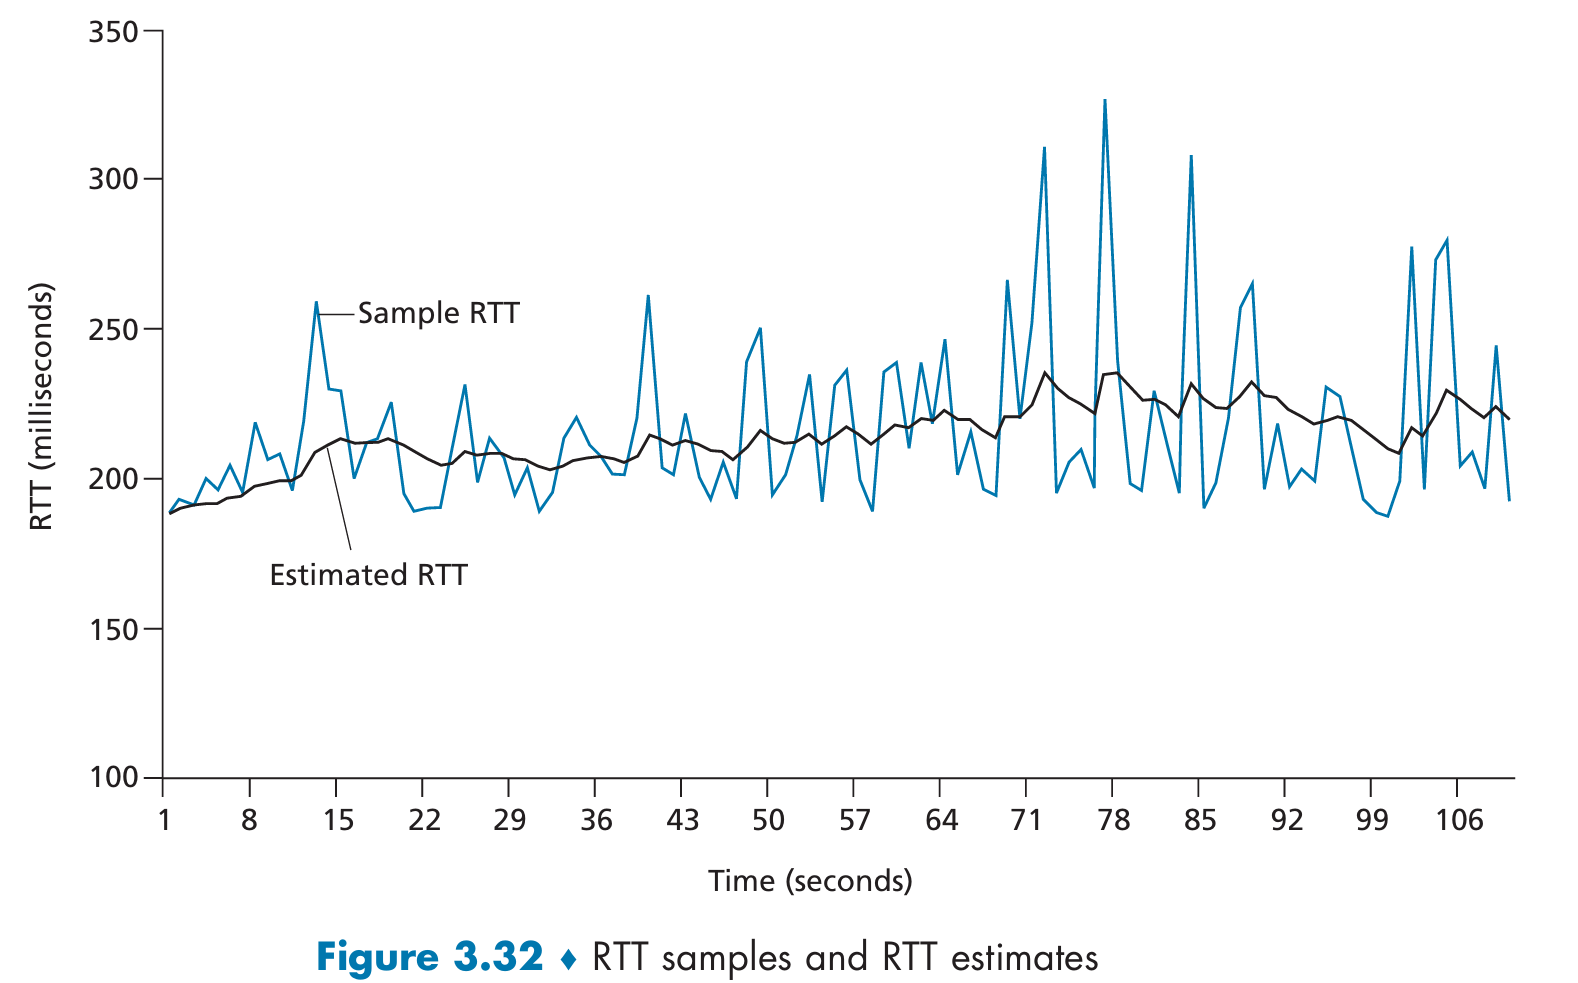 350
300
250
200
150
100
RTT (milliseconds)
Sample RTT
Estimated RTT
1 8 15 22 29 36 43 50 57 64 71 78 85 92 99 106
Time (seconds)
Figure 3.32 ♦ RTT samples and RTT estimates